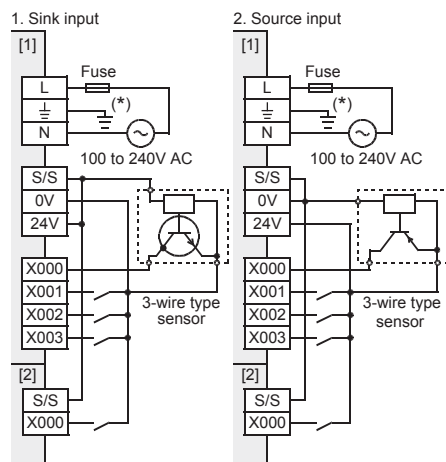 1. Sink input
[1]
L
Fuse
(*)
N
100 to 240V AC
S/S
0V
24V
X000
X001
X002
X003
3-wire type
sensor
[2]
S/S
X000
2. Source input
[1]
L
Fuse
(*)
N
100 to 240V AC
S/S
0V
24V
X000
X001
X002
X003
3-wire type
sensor
[2]
S/S
X000